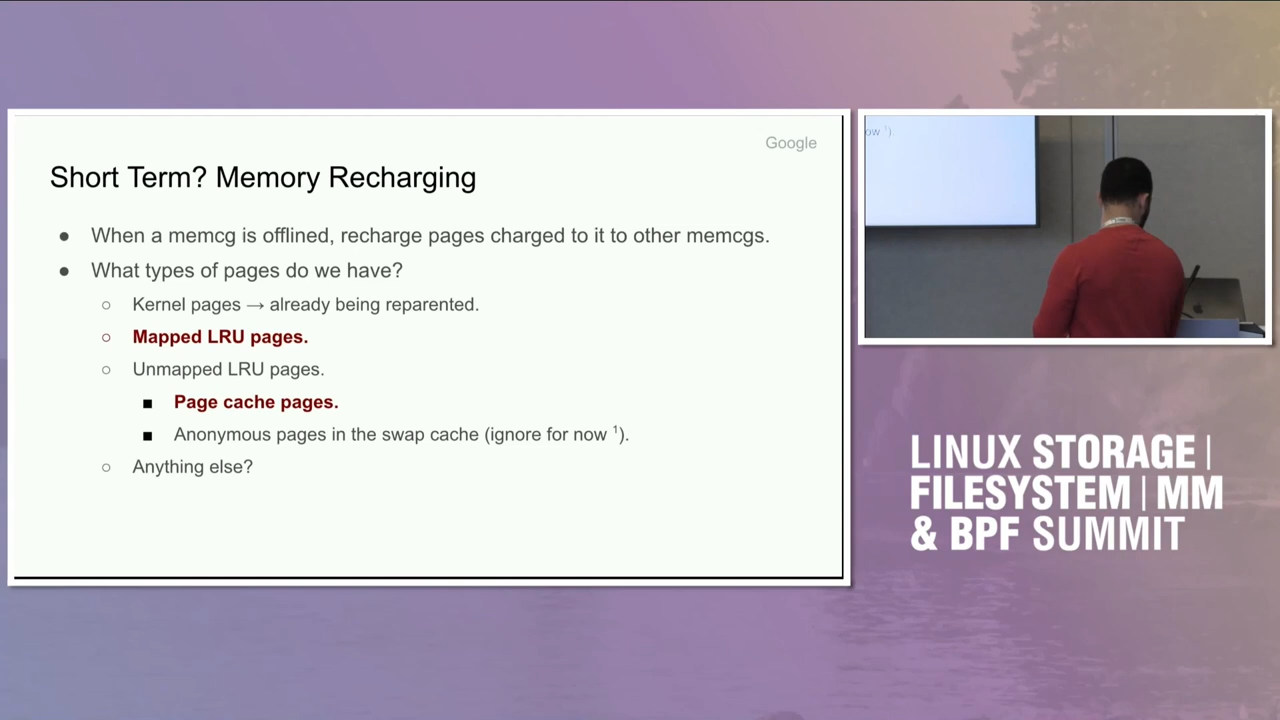 Google
Short Term? Memory Recharging
● When a memcg is offlined, recharge pages charged to it to other memcgs.
● What types of pages do we have?
○ Kernel pages → already being reparented.
○ Mapped LRU pages.
○ Unmapped LRU pages.
■ Page cache pages.
■ Anonymous pages in the swap cache (ignore for now ¹).
○ Anything else?
ow ¹).
LINUX STORAGE |
FILESYSTEM | MM
& BPF SUMMIT